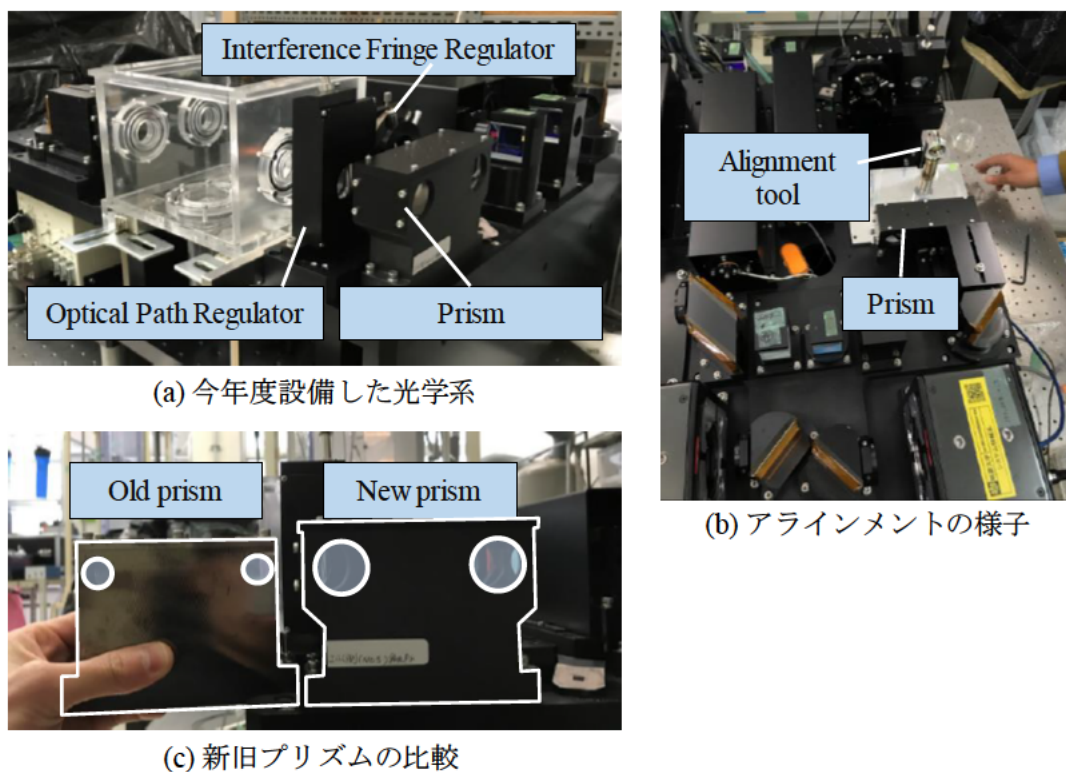 Interference Fringe Regulator
Optical Path Regulator
Prism
(a) 今年度設備した光学系
Alignment
tool
Prism
(b) アラインメントの様子
Old prism
New prism
(c) 新旧プリズムの比較